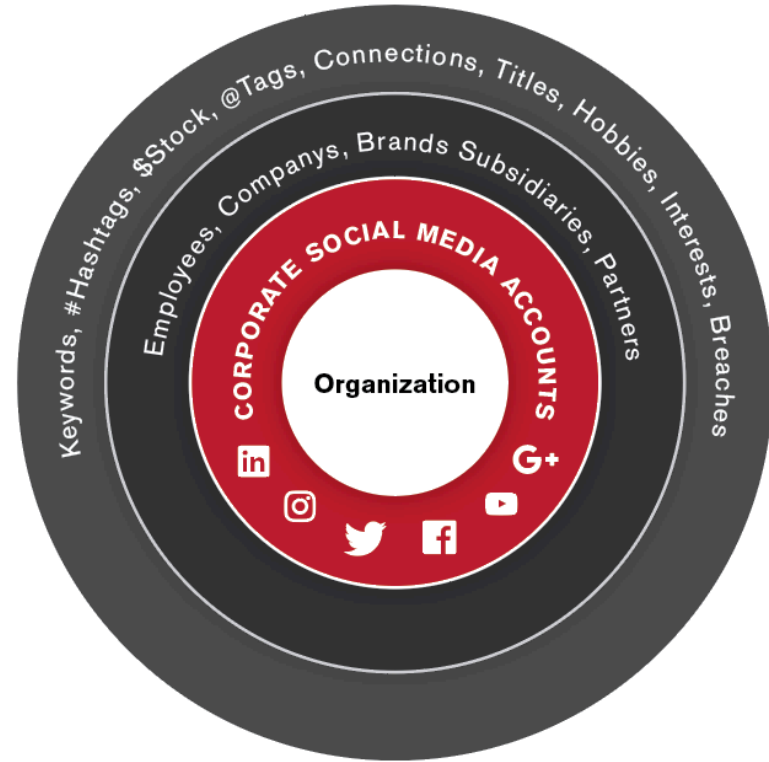 Keywords, #Hashtags, $Stock, @Tags, Connections, Titles, Hobbies, Interests, Breaches
Employees, Companys, Brands Subsidiaries, Partners
CORPORATE SOCIAL MEDIA ACCOUNTS
Organization
in
f
G+